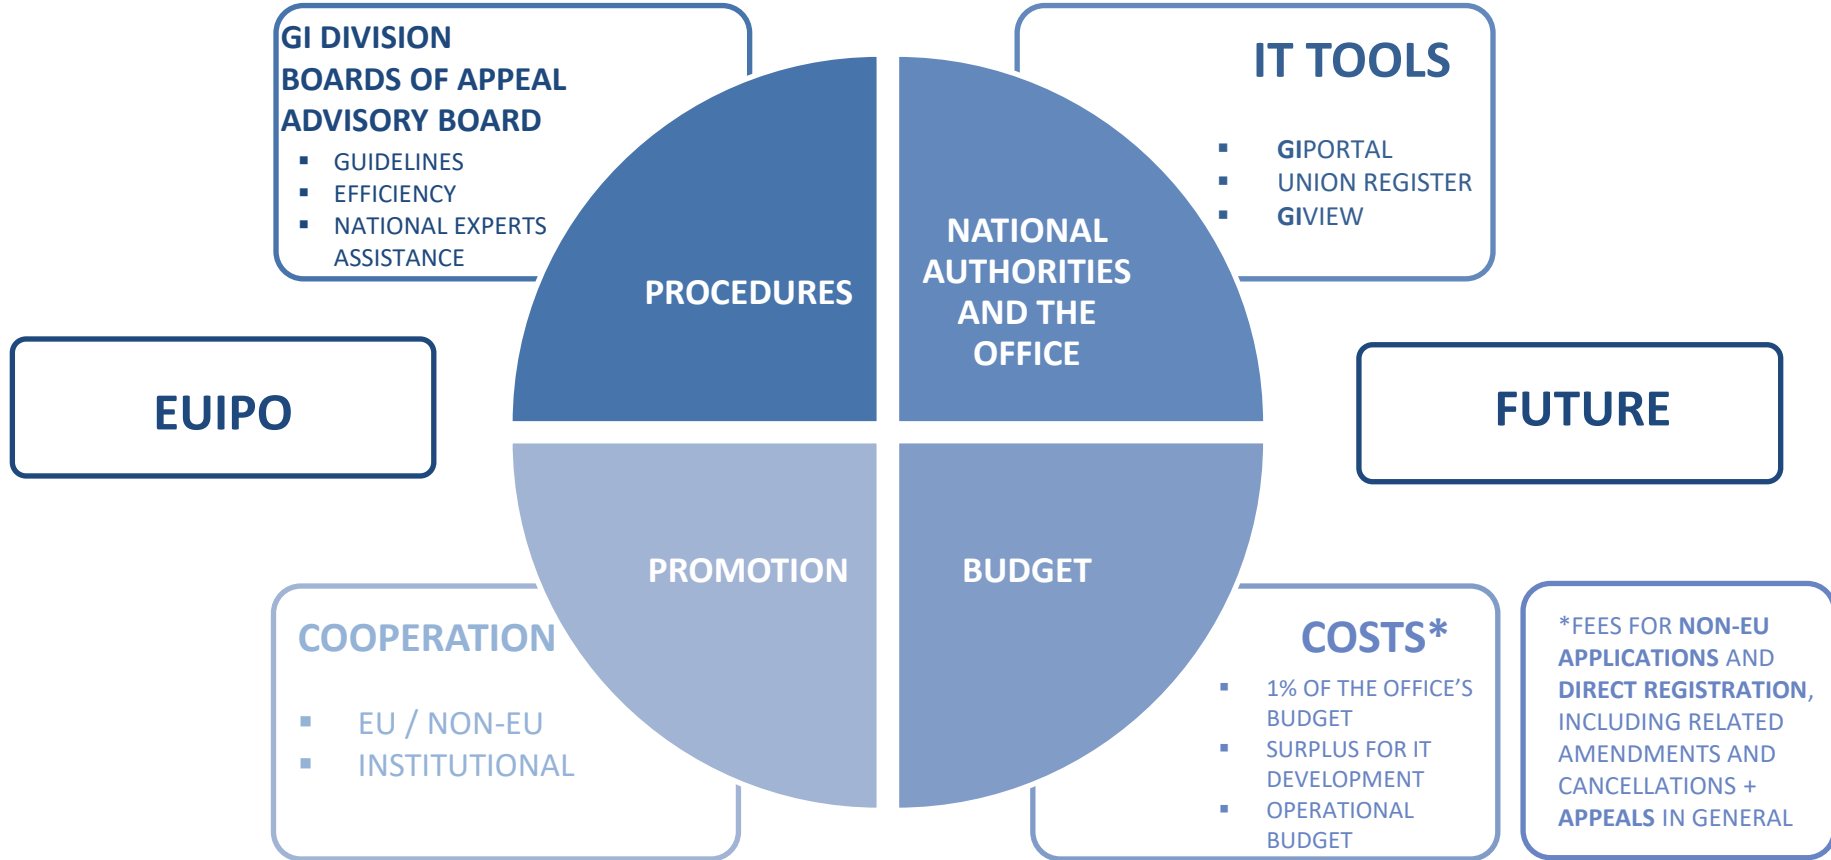 GI DIVISION
BOARDS OF APPEAL
ADVISORY BOARD
▪ GUIDELINES
▪ EFFICIENCY
▪ NATIONAL EXPERTS
ASSISTANCE
IT TOOLS
▪ GIPORTAL
▪ UNION REGISTER
▪ GIVIEW
PROCEDURES
NATIONAL
AUTHORITIES
AND THE
OFFICE
EUIPO
FUTURE
PROMOTION
BUDGET
COOPERATION
▪ EU / NON-EU
▪ INSTITUTIONAL
COSTS*
▪ 1% OF THE OFFICE’S
BUDGET
▪ SURPLUS FOR IT
DEVELOPMENT
▪ OPERATIONAL
BUDGET
*FEES FOR NON-EU
APPLICATIONS AND
DIRECT REGISTRATION,
INCLUDING RELATED
AMENDMENTS AND
CANCELLATIONS +
APPEALS IN GENERAL